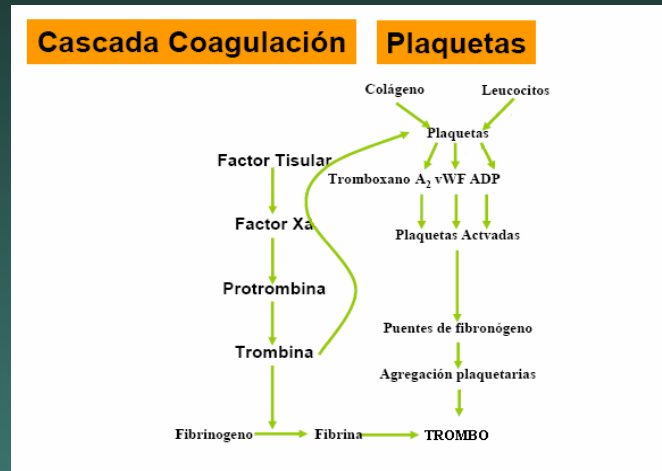 Cascada Coagulación
Plaquetas
Colágeno
Leucocitos
Plaquetas
Factor Tisular
Tromboxano A₂ vWF ADP
Factor Xa
Plaquetas Actvadas
Protrombina
Puentes de fibronógeno
Trombina
Agregación plaquetarias
Fibrinogeno
Fibrina
TROMBO